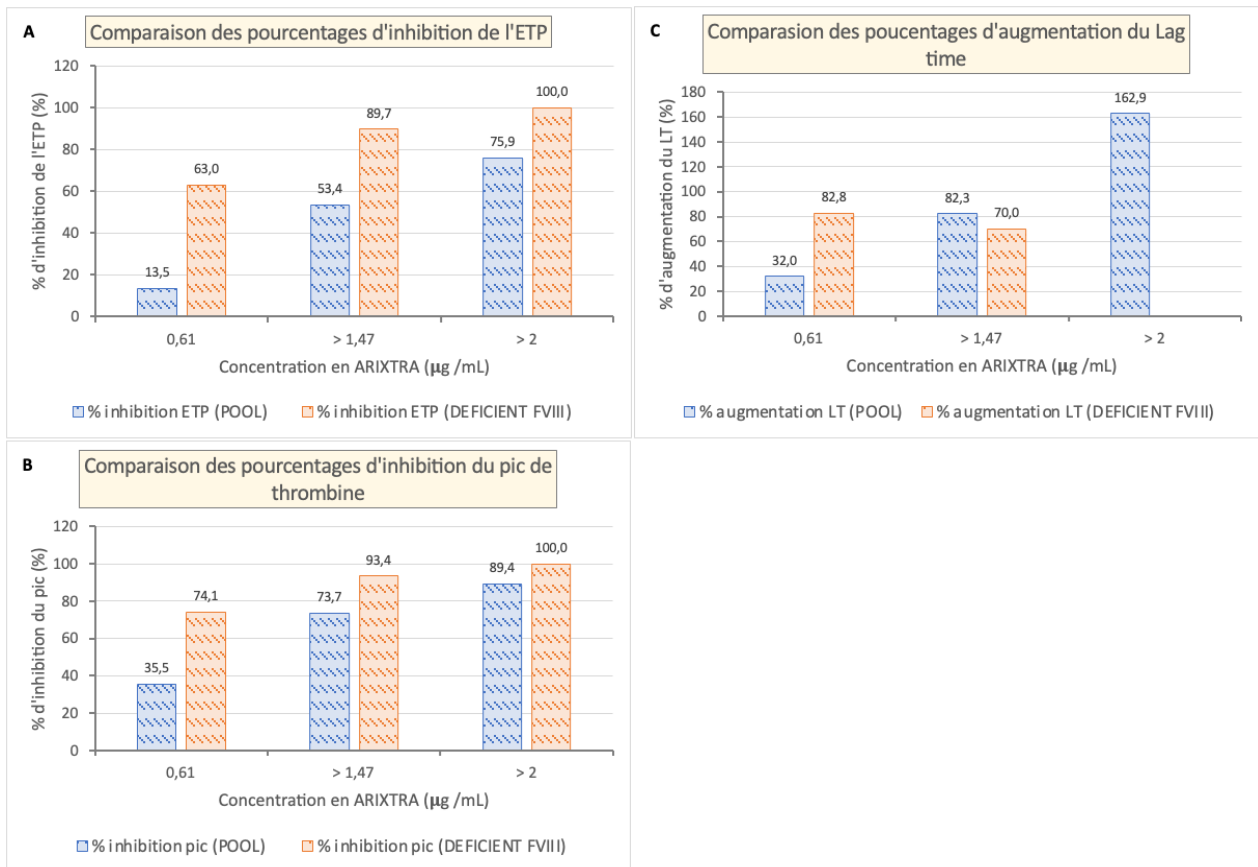 A
Comparaison des pourcentages d'inhibition de l'ETP
% d'inhibition de l'ETP (%)
120
100
80
60
40
20
0
13,5
63,0
53,4
89,7
75,9
100,0
0,61
> 1,47
> 2
Concentration en ARIXTRA (µg /mL)
% inhibition ETP (POOL)
% inhibition ETP (DEFICIENT FVIII)
C
Comparasion des poucentages d'augmentation du Lag
time
% d'augmentation du LT (%)
180
160
140
120
100
80
60
40
20
0
32,0
82,8
82,3
70,0
162,9
0,61
> 1,47
> 2
Concentration en ARIXTRA (µg /mL)
% augmentation LT (POOL)
% augmentation LT (DEFICIENT FVIII)
B
Comparaison des pourcentages d'inhibition du pic de
thrombine
% d'inhibition du pic (%)
120
100
80
60
40
20
0
35,5
74,1
73,7
93,4
89,4
100,0
0,61
> 1,47
> 2
Concentration en ARIXTRA (µg /mL)
% inhibition pic (POOL)
% inhibition pic (DEFICIENT FVIII)